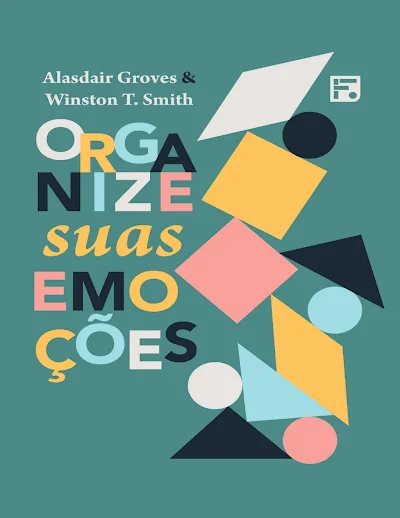 Alasdair Groves &
Winston T. Smith
ORGA
NIZE
suas
EMO
ÇÕES